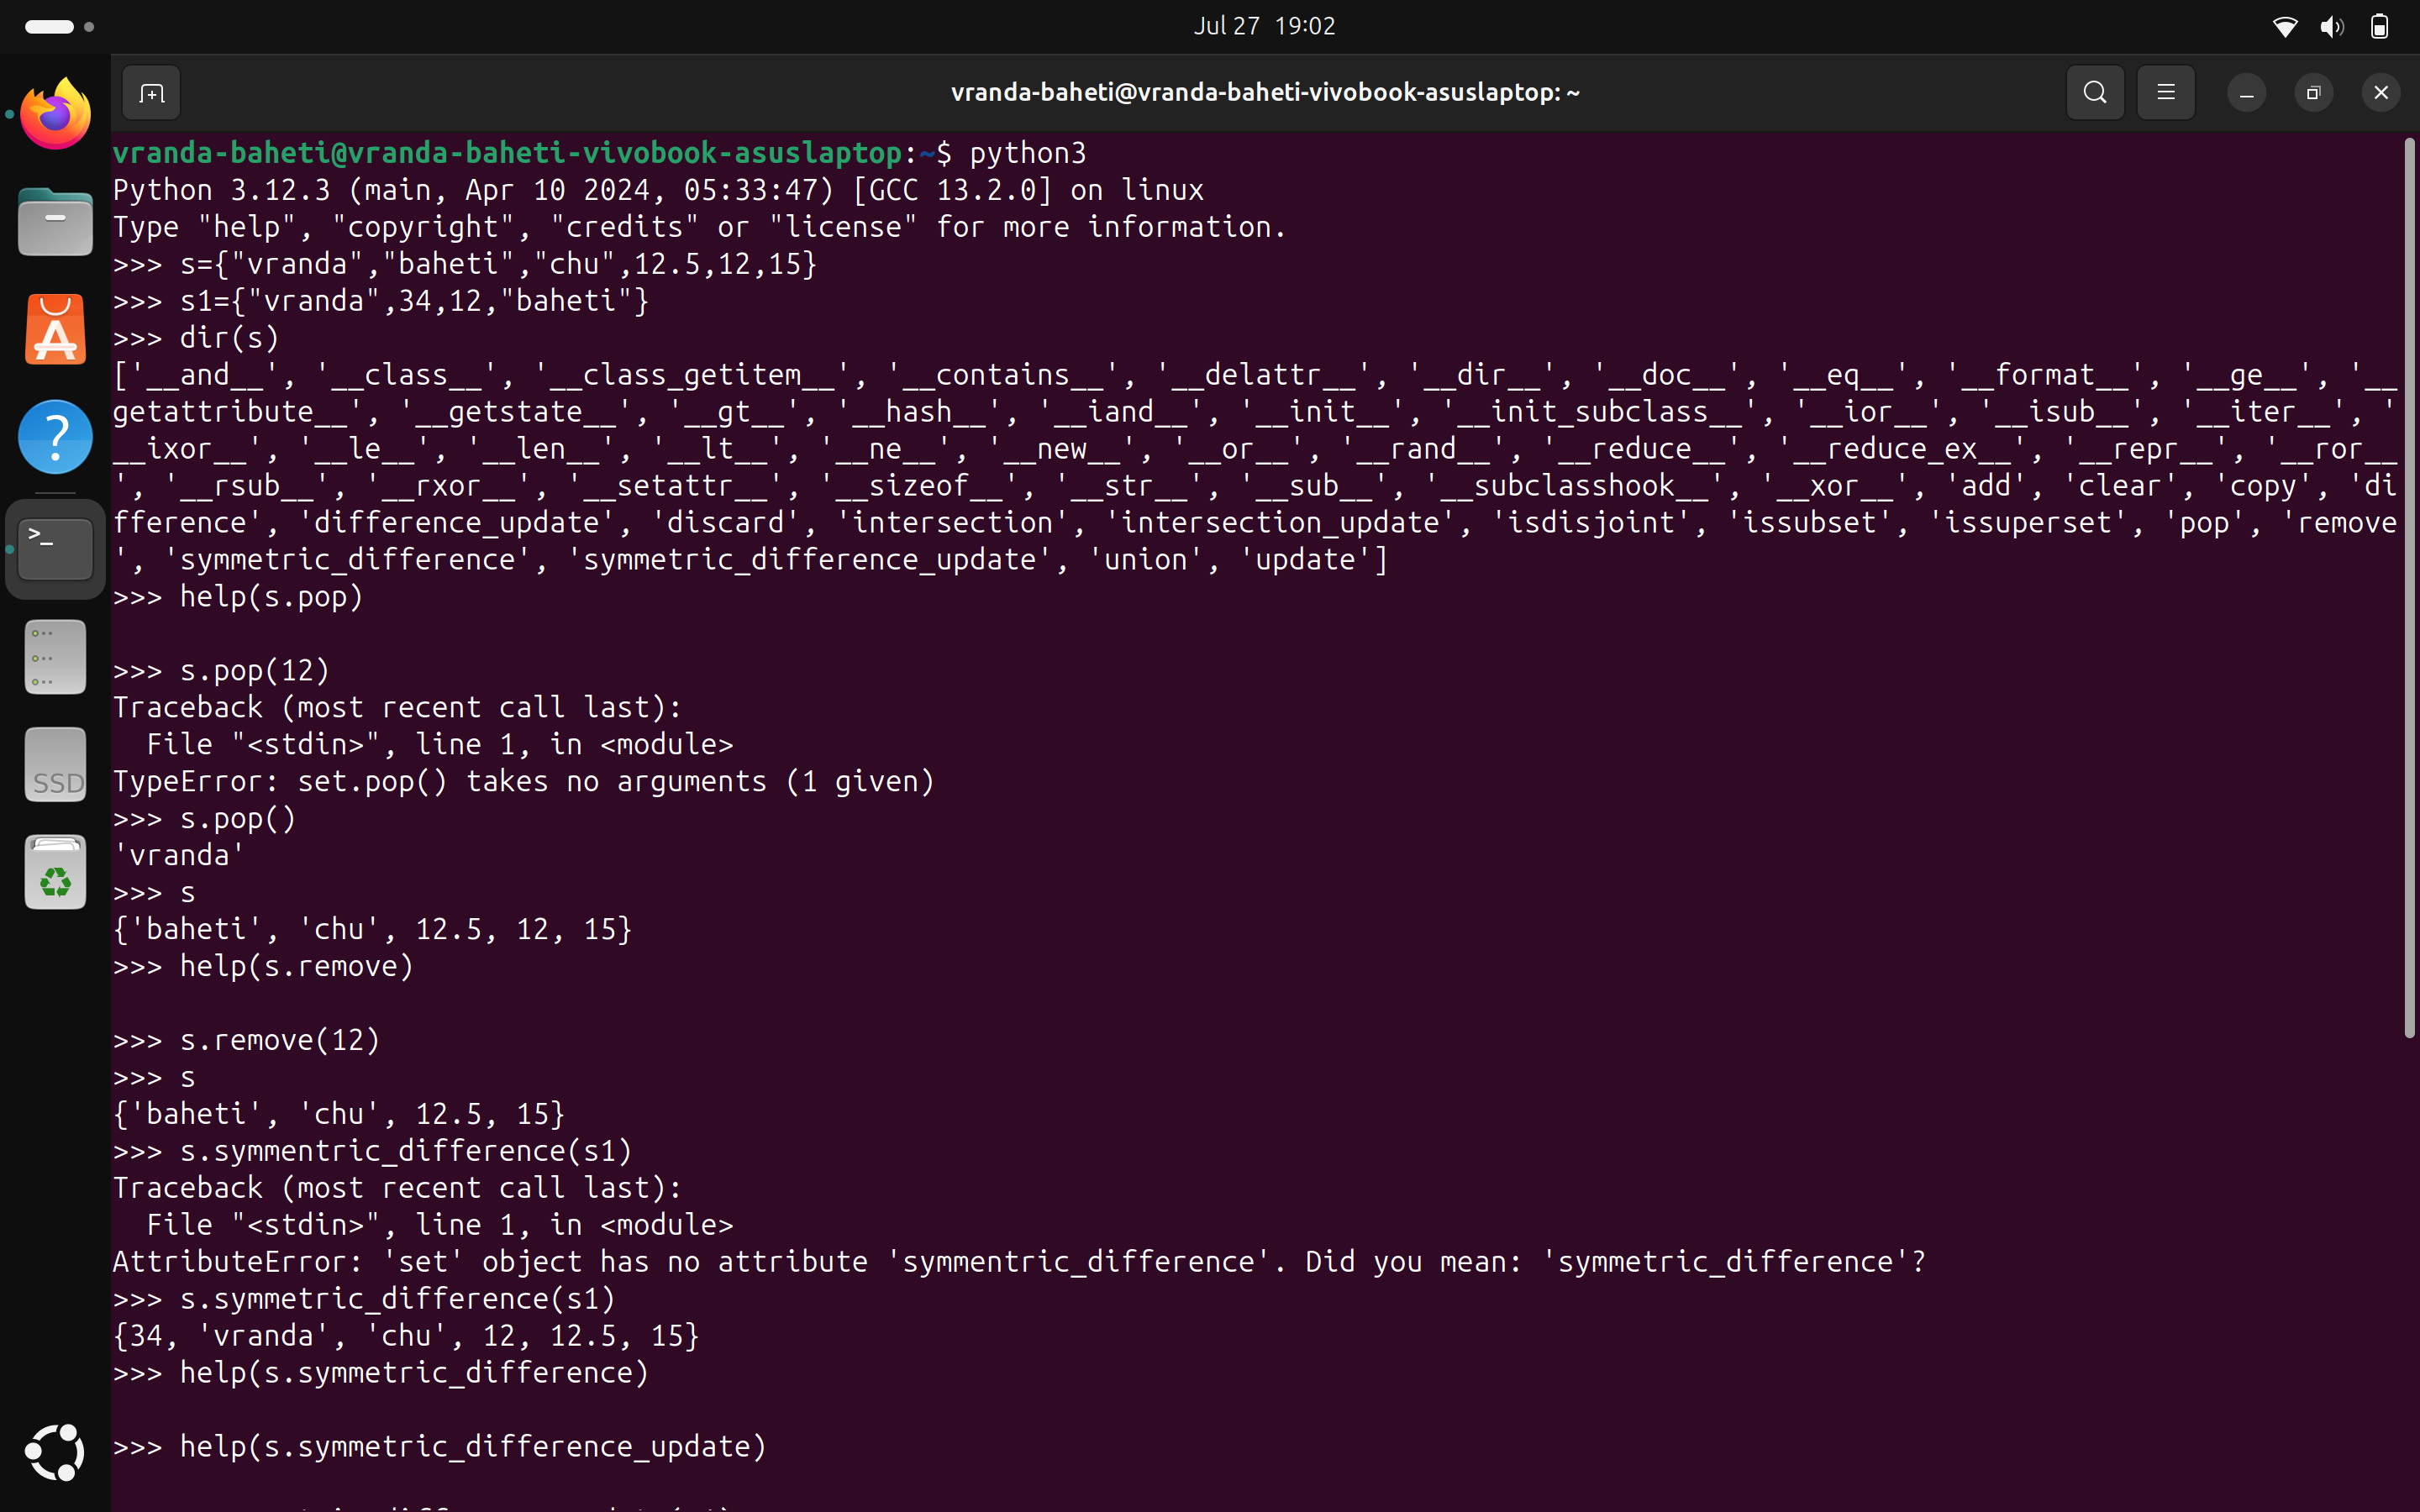 Jul 27 19:02
vranda-baheti@vranda-baheti-vivobook-asuslaptop: ~
vranda-baheti@vranda-baheti-vivobook-asuslaptop:~$ python3
Python 3.12.3 (main, Apr 10 2024, 05:33:47) [GCC 13.2.0] on linux
Type "help", "copyright", "credits" or "license" for more information.
>>> s={"vranda","baheti","chu",12.5,12,15}
>>> s1={"vranda",34,12,"baheti"}
>>> dir(s)
['__and__', '__class__', '__class_getitem__', '__contains__', '__delattr__', '__dir__', '__doc__', '__eq__', '__format__', '__ge__', '__
getattribute__', '__getstate__', '__gt__', '__hash__', '__iand__', '__init__', '__init_subclass__', '__ior__', '__isub__', '__iter__', '
__ixor__', '__le__', '__len__', '__lt__', '__ne__', '__new__', '__or__', '__rand__', '__reduce__', '__reduce_ex__', '__repr__', '__ror__
', '__rsub__', '__rxor__', '__setattr__', '__sizeof__', '__str__', '__sub__', '__subclasshook__', '__xor__', 'add', 'clear', 'copy', 'di
fference', 'difference_update', 'discard', 'intersection', 'intersection_update', 'isdisjoint', 'issubset', 'issuperset', 'pop', 'remove
', 'symmetric_difference', 'symmetric_difference_update', 'union', 'update']
>>> help(s.pop)
>>> s.pop(12)
Traceback (most recent call last):
  File "<stdin>", line 1, in <module>
TypeError: set.pop() takes no arguments (1 given)
>>> s.pop()
'vranda'
>>> s
{'baheti', 'chu', 12.5, 12, 15}
>>> help(s.remove)
>>> s.remove(12)
>>> s
{'baheti', 'chu', 12.5, 15}
>>> s.symmentric_difference(s1)
Traceback (most recent call last):
  File "<stdin>", line 1, in <module>
AttributeError: 'set' object has no attribute 'symmentric_difference'. Did you mean: 'symmetric_difference'?
>>> s.symmetric_difference(s1)
{34, 'vranda', 'chu', 12, 12.5, 15}
>>> help(s.symmetric_difference)
>>> help(s.symmetric_difference_update)
SSD